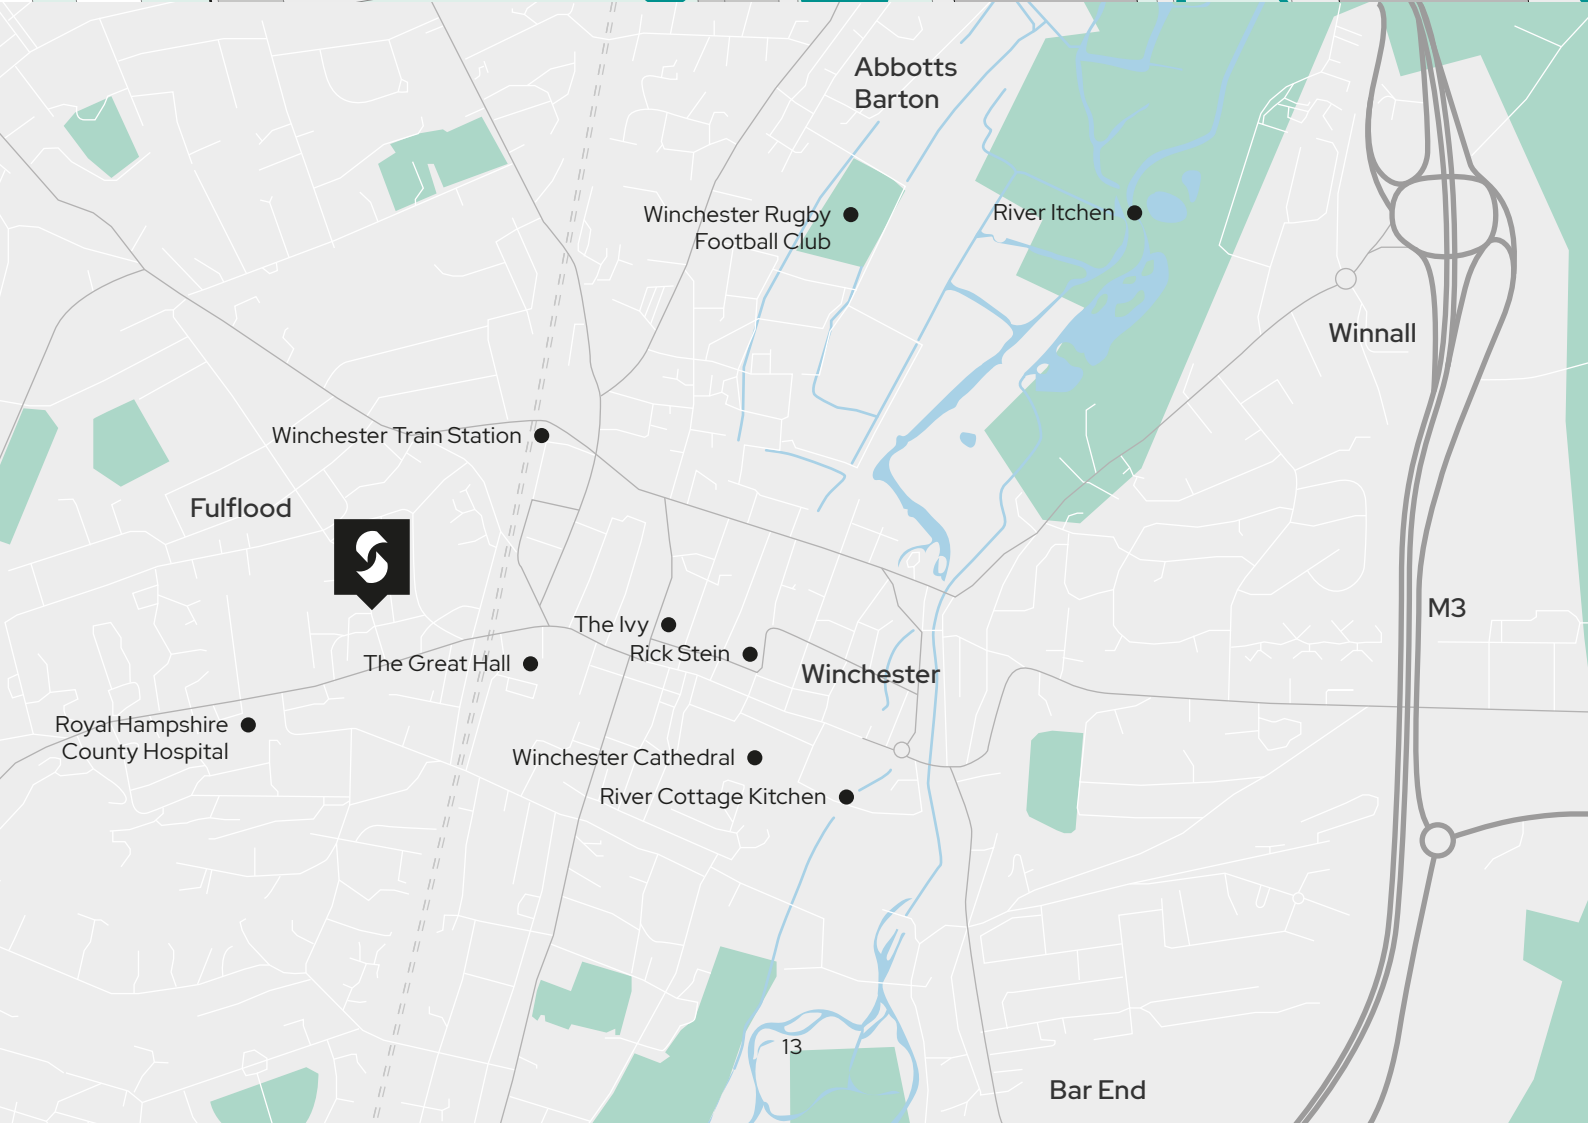 Abbotts
Barton
Winchester Rugby
Football Club
River Itchen
Winnall
Winchester Train Station
Fulflood
M3
The Ivy
Rick Stein
The Great Hall
Winchester
Royal Hampshire
County Hospital
Winchester Cathedral
River Cottage Kitchen
13
Bar End